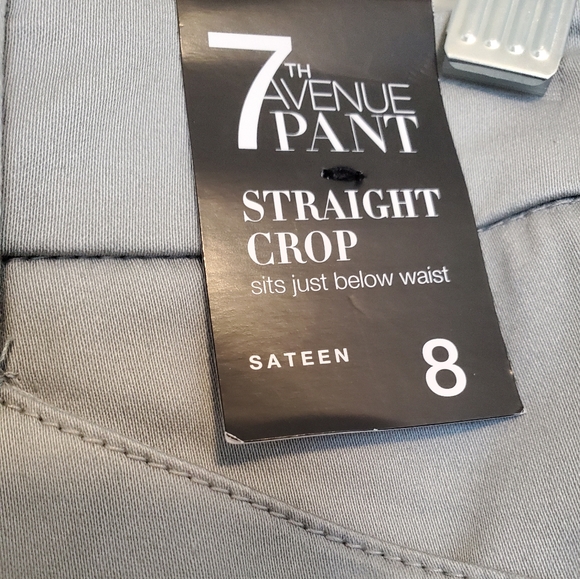 7TH
AVENUE
PANT
STRAIGHT
CROP
sits just below waist
SATEEN 8